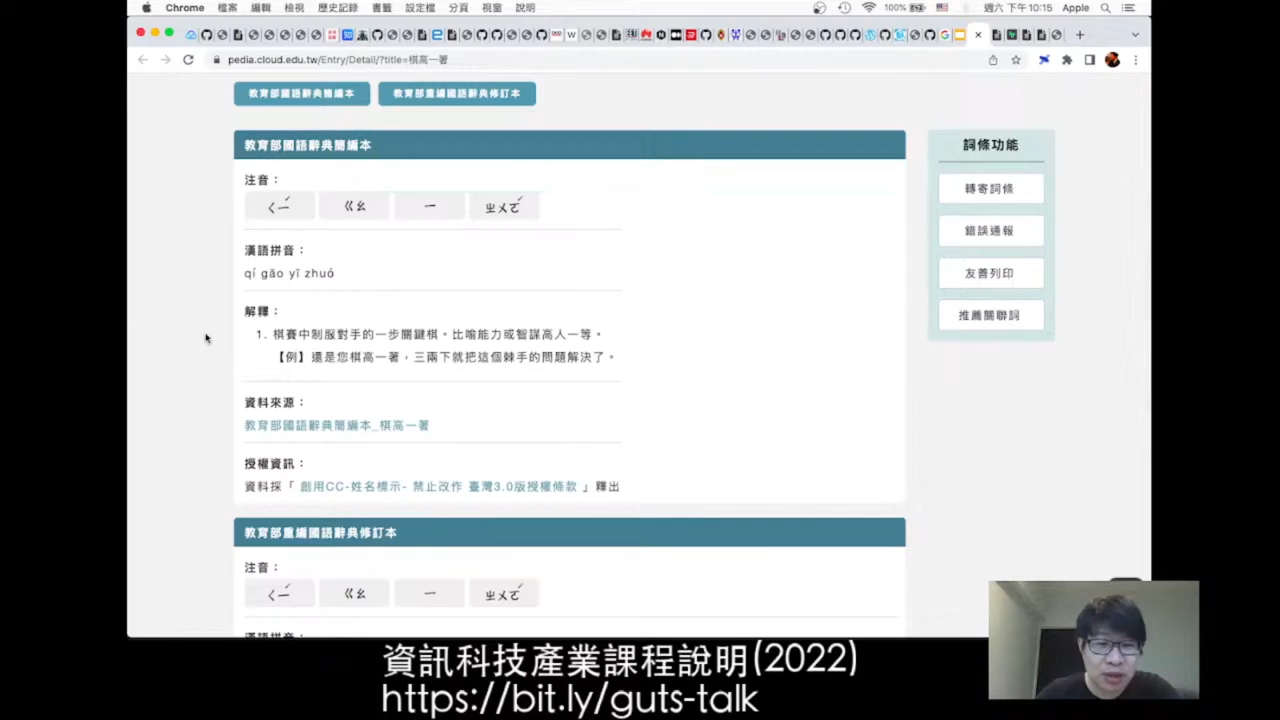 Chrome 檔案 編輯 檢視 歷史記錄 書籤 設定檔 分頁 視窗 說明 100% 週六 下午10:15 Apple
pedia.cloud.edu.tw/Entry/Detail/?title=棋高一著
教育部國語辭典簡編本 教育部重編國語辭典修訂本
教育部國語辭典簡編本
注音：
ㄑㄧˊ ㄍㄠ ㄧ ㄓㄨㄛˊ
漢語拼音：
qí gāo yī zhuó
解釋：
1. 棋賽中制服對手的一步關鍵棋。比喻能力或智謀高人一等。
【例】還是您棋高一著，三兩下就把這個棘手的問題解決了。
資料來源：
教育部國語辭典簡編本_棋高一著
授權資訊：
資料採「 創用CC-姓名標示- 禁止改作 臺灣3.0版授權條款 」釋出
教育部重編國語辭典修訂本
注音：
ㄑㄧˊ ㄍㄠ ㄧ ㄓㄨㄛˊ
漢語拼音：
詞條功能
轉寄詞條
錯誤通報
友善列印
推薦關聯詞
資訊科技產業課程說明(2022)
https://bit.ly/guts-talk